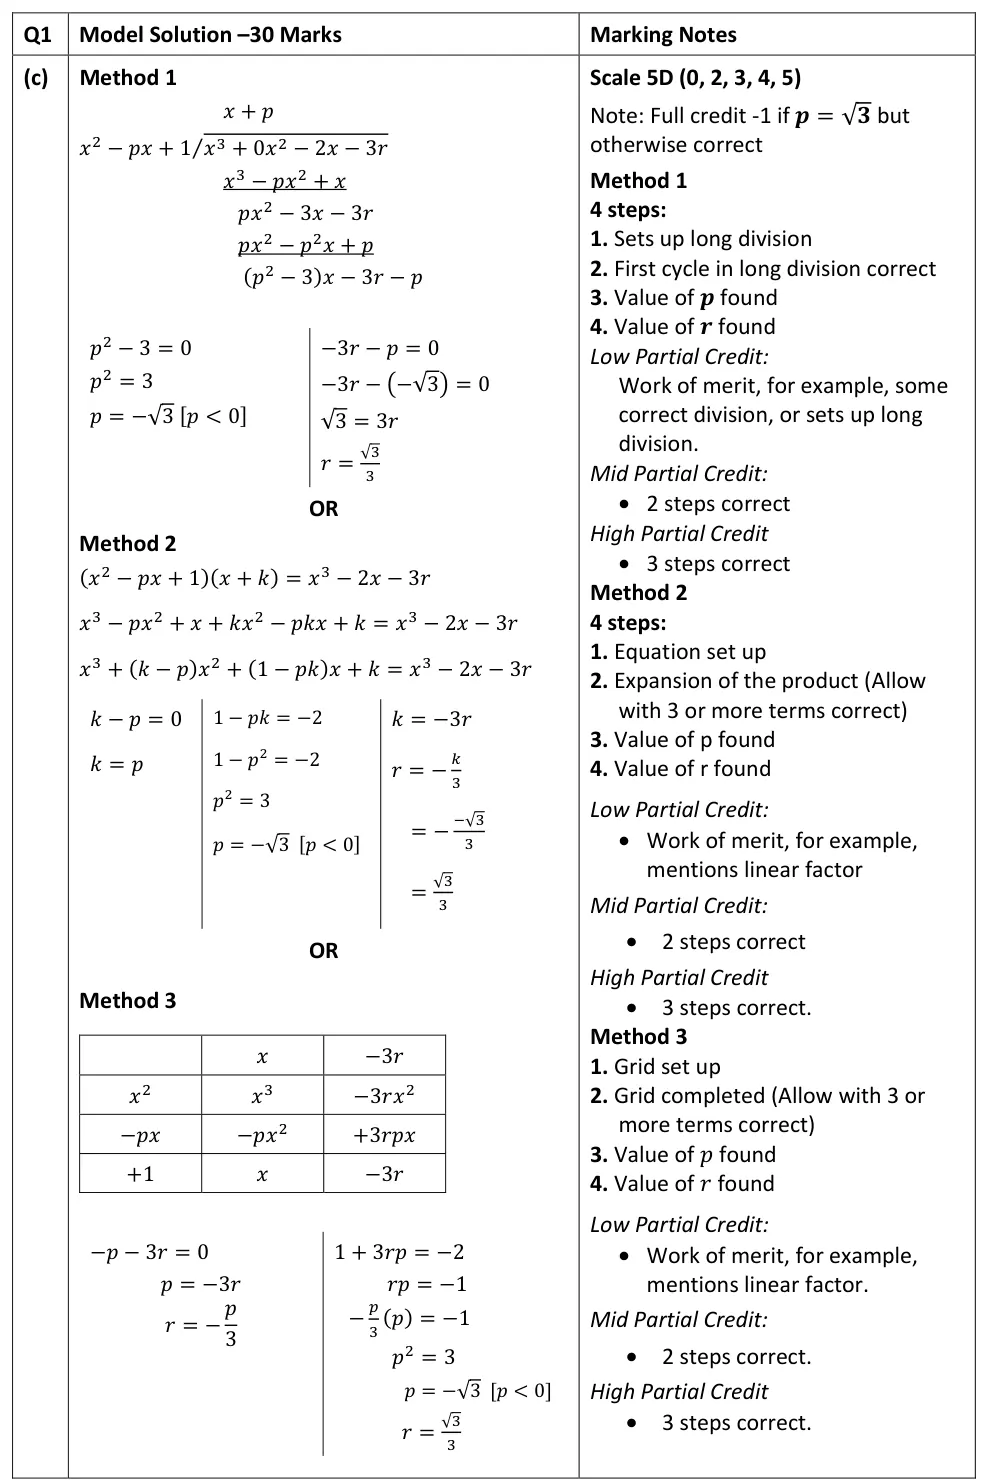 Q1 Model Solution –30 Marks Marking Notes
(c) Method 1
x + p
x² − px + 1/x³ + 0x² − 2x − 3r
x³ − px² + x
px² − 3x − 3r
px² − p²x + p
(p² − 3)x − 3r − p
p² − 3 = 0
p² = 3
p = −√3 [p < 0]
−3r − p = 0
−3r − (−√3) = 0
√3 = 3r
r = √3/3
OR
Method 2
(x² − px + 1)(x + k) = x³ − 2x − 3r
x³ − px² + x + kx² − pkx + k = x³ − 2x − 3r
x³ + (k − p)x² + (1 − pk)x + k = x³ − 2x − 3r
k − p = 0
k = p
1 − pk = −2
1 − p² = −2
p² = 3
p = −√3 [p < 0]
k = −3r
r = −k/3
= −−√3/3
= √3/3
OR
Method 3
x −3r
x² x³ −3rx²
−px −px² +3rpx
+1 x −3r
−p − 3r = 0
p = −3r
r = −p/3
1 + 3rp = −2
rp = −1
−p/3(p) = −1
p² = 3
p = −√3 [p < 0]
r = √3/3
Scale 5D (0, 2, 3, 4, 5)
Note: Full credit -1 if p = √3 but
otherwise correct
Method 1
4 steps:
1. Sets up long division
2. First cycle in long division correct
3. Value of p found
4. Value of r found
Low Partial Credit:
Work of merit, for example, some
correct division, or sets up long
division.
Mid Partial Credit:
• 2 steps correct
High Partial Credit
• 3 steps correct
Method 2
4 steps:
1. Equation set up
2. Expansion of the product (Allow
with 3 or more terms correct)
3. Value of p found
4. Value of r found
Low Partial Credit:
• Work of merit, for example,
mentions linear factor
Mid Partial Credit:
• 2 steps correct
High Partial Credit
• 3 steps correct.
Method 3
1. Grid set up
2. Grid completed (Allow with 3 or
more terms correct)
3. Value of p found
4. Value of r found
Low Partial Credit:
• Work of merit, for example,
mentions linear factor.
Mid Partial Credit:
• 2 steps correct.
High Partial Credit
• 3 steps correct.